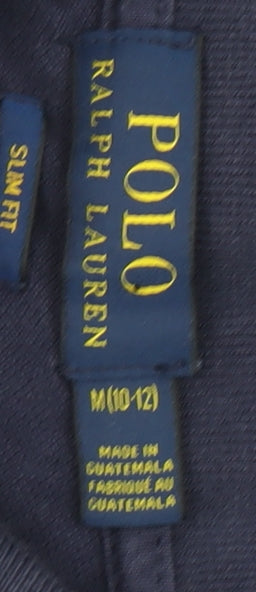 POLO
RALPH LAUREN
SLIM FIT
M(10-12)
MADE IN
GUATEMALA
FABRIQUÉ AU
GUATEMALA